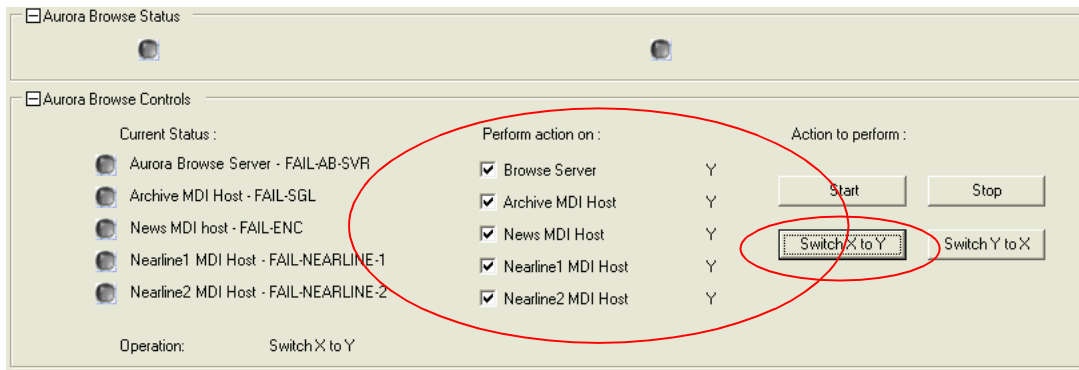 Aurora Browse Status
Aurora Browse Controls
Current Status :
Perform action on :
Action to perform :
Aurora Browse Server - FAIL-AB-SVR
Browse Server Y
Start
Stop
Archive MDI Host - FAIL-SGL
Archive MDI Host Y
News MDI host - FAIL-ENC
News MDI Host Y
Switch X to Y
Switch Y to X
Nearline1 MDI Host - FAIL-NEARLINE-1
Nearline1 MDI Host Y
Nearline2 MDI Host - FAIL-NEARLINE-2
Nearline2 MDI Host Y
Operation: Switch X to Y